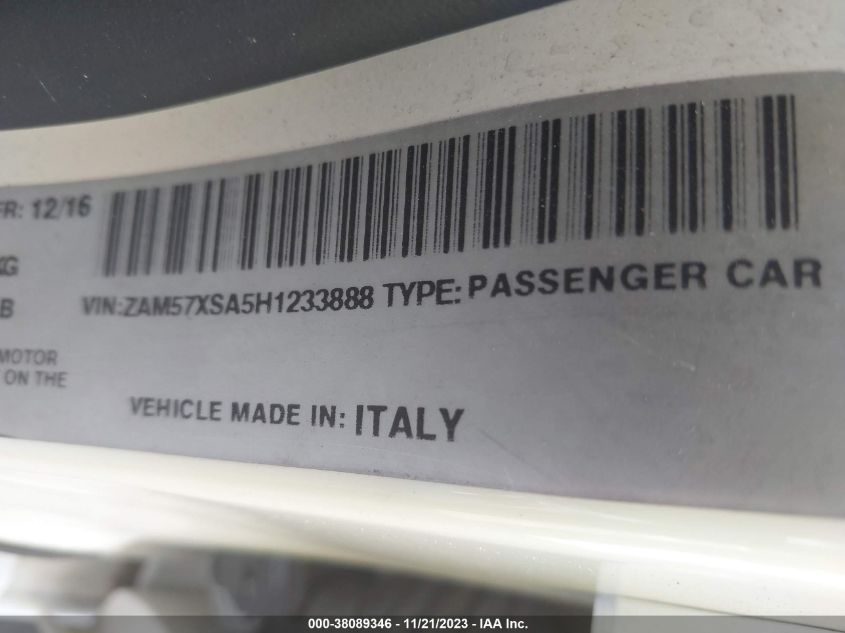 FR: 12/16
KG
B
VIN:ZAM57XSA5H1233888 TYPE: PASSENGER CAR
MOTOR
ON THE
VEHICLE MADE IN: ITALY
000-38089346 - 11/21/2023 - IAA Inc.